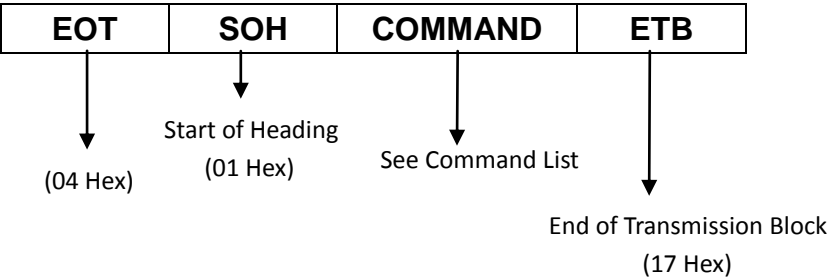 EOT SOH COMMAND ETB
Start of Heading
(01 Hex)
See Command List
(04 Hex)
End of Transmission Block
(17 Hex)